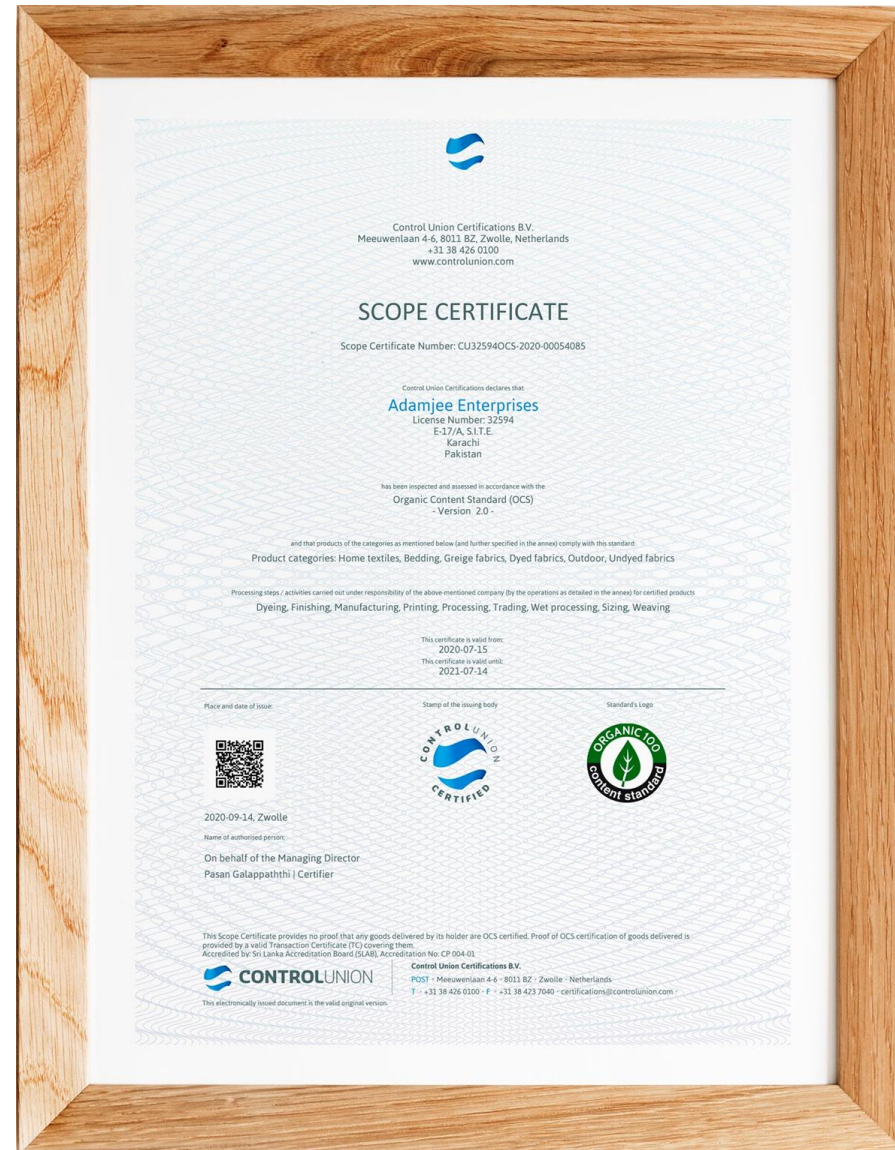 Control Union Certifications B.V.
Meeuwenlaan 4-6, 8011 BZ, Zwolle, Netherlands
+31 38 426 0100
www.controlunion.com
SCOPE CERTIFICATE
Scope Certificate Number: CU32594OCS-2020-00054085
Control Union Certifications declares that
Adamjee Enterprises
License Number: 32594
E-17/A, S.I.T.E.
Karachi
Pakistan
has been inspected and assessed in accordance with the
Organic Content Standard (OCS)
- Version 2.0 -
and that products of the categories as mentioned below (and further specified in the annex) comply with this standard:
Product categories: Home textiles, Bedding, Greige fabrics, Dyed fabrics, Outdoor, Undyed fabrics
Processing steps / activities carried out under responsibility of the above-mentioned company (by the operations as detailed in the annex) for certified products
Dyeing, Finishing, Manufacturing, Printing, Processing, Trading, Wet processing, Sizing, Weaving
This certificate is valid from:
2020-07-15
This certificate is valid until:
2021-07-14
Place and date of issue:
Stamp of the issuing body
Standard's Logo
CONTROLUNION
CERTIFIED
ORGANIC 100
content standard
2020-09-14, Zwolle
Name of authorised person:
On behalf of the Managing Director
Pasan Galappaththi | Certifier
This Scope Certificate provides no proof that any goods delivered by its holder are OCS certified. Proof of OCS certification of goods delivered is
provided by a valid Transaction Certificate (TC) covering them.
Accredited by: Sri Lanka Accreditation Board (SLAB), Accreditation No: CP 004-01
CONTROLUNION
Control Union Certifications B.V.
POST · Meeuwenlaan 4-6 · 8011 BZ · Zwolle · Netherlands
T · +31 38 426 0100 · F · +31 38 423 7040 · certifications@controlunion.com ·
This electronically issued document is the valid original version.